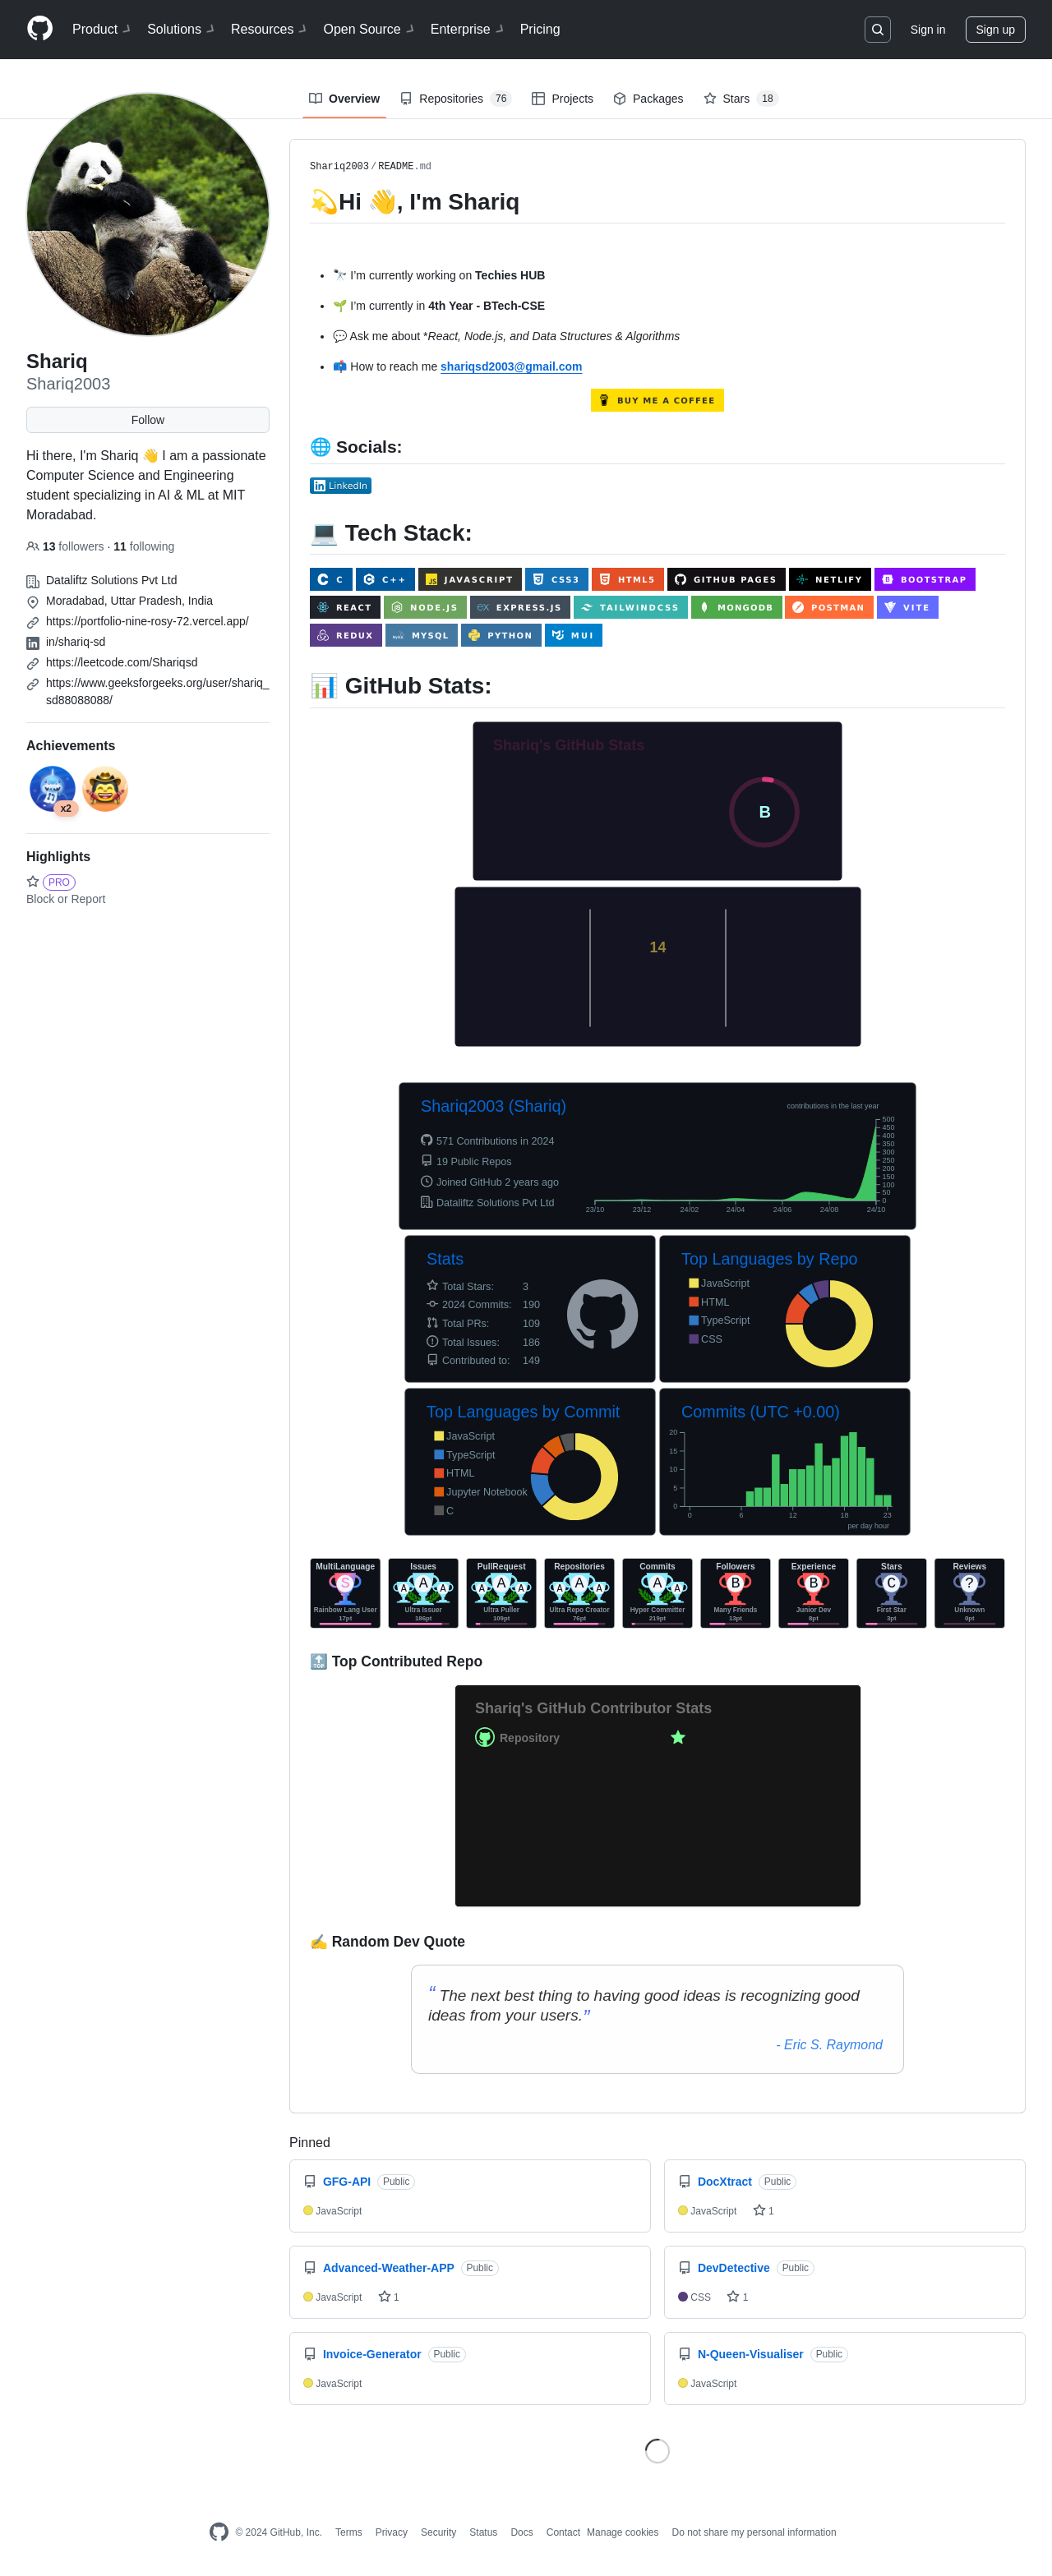 Product Solutions Resources Open Source Enterprise Pricing Sign in Sign up
Overview Repositories 76 Projects Packages Stars 18
Shariq
Shariq2003
Follow
Hi there, I'm Shariq 👋 I am a passionate
Computer Science and Engineering
student specializing in AI & ML at MIT
Moradabad.
13 followers · 11 following
Dataliftz Solutions Pvt Ltd
Moradabad, Uttar Pradesh, India
https://portfolio-nine-rosy-72.vercel.app/
in/shariq-sd
https://leetcode.com/Shariqsd
https://www.geeksforgeeks.org/user/shariq_
sd88088088/
Achievements
x2
Highlights
PRO
Block or Report
Shariq2003/README.md
💫Hi 👋, I'm Shariq
🔭 I'm currently working on Techies HUB
🌱 I'm currently in 4th Year - BTech-CSE
💬 Ask me about *React, Node.js, and Data Structures & Algorithms
📫 How to reach me shariqsd2003@gmail.com
BUY ME A COFFEE
🌐 Socials:
LinkedIn
💻 Tech Stack:
C C++ JAVASCRIPT CSS3 HTML5 GITHUB PAGES NETLIFY BOOTSTRAP
REACT NODE.JS EXPRESS.JS TAILWINDCSS MONGODB POSTMAN VITE
REDUX MYSQL PYTHON MUI
📊 GitHub Stats:
Shariq's GitHub Stats
B
14
Shariq2003 (Shariq)
contributions in the last year
571 Contributions in 2024
19 Public Repos
Joined GitHub 2 years ago
Dataliftz Solutions Pvt Ltd
500
450
400
350
300
250
200
150
100
50
0
23/10 23/12 24/02 24/04 24/06 24/08 24/10
Stats
Total Stars: 3
2024 Commits: 190
Total PRs: 109
Total Issues: 186
Contributed to: 149
Top Languages by Repo
JavaScript
HTML
TypeScript
CSS
Top Languages by Commit
JavaScript
TypeScript
HTML
Jupyter Notebook
C
Commits (UTC +0.00)
20
15
10
5
0
0 6 12 18 23
per day hour
MultiLanguage Issues PullRequest Repositories Commits Followers Experience Stars Reviews
S A A A A A A A A A A A B B C ?
Rainbow Lang User Ultra Issuer Ultra Puller Ultra Repo Creator Hyper Committer Many Friends Junior Dev First Star Unknown
17pt 186pt 109pt 76pt 219pt 13pt 8pt 3pt 0pt
🔝 Top Contributed Repo
Shariq's GitHub Contributor Stats
Repository
✍️ Random Dev Quote
“ The next best thing to having good ideas is recognizing good
ideas from your users.”
- Eric S. Raymond
Pinned
GFG-API Public
JavaScript
DocXtract Public
JavaScript 1
Advanced-Weather-APP Public
JavaScript 1
DevDetective Public
CSS 1
Invoice-Generator Public
JavaScript
N-Queen-Visualiser Public
JavaScript
© 2024 GitHub, Inc. Terms Privacy Security Status Docs Contact Manage cookies Do not share my personal information